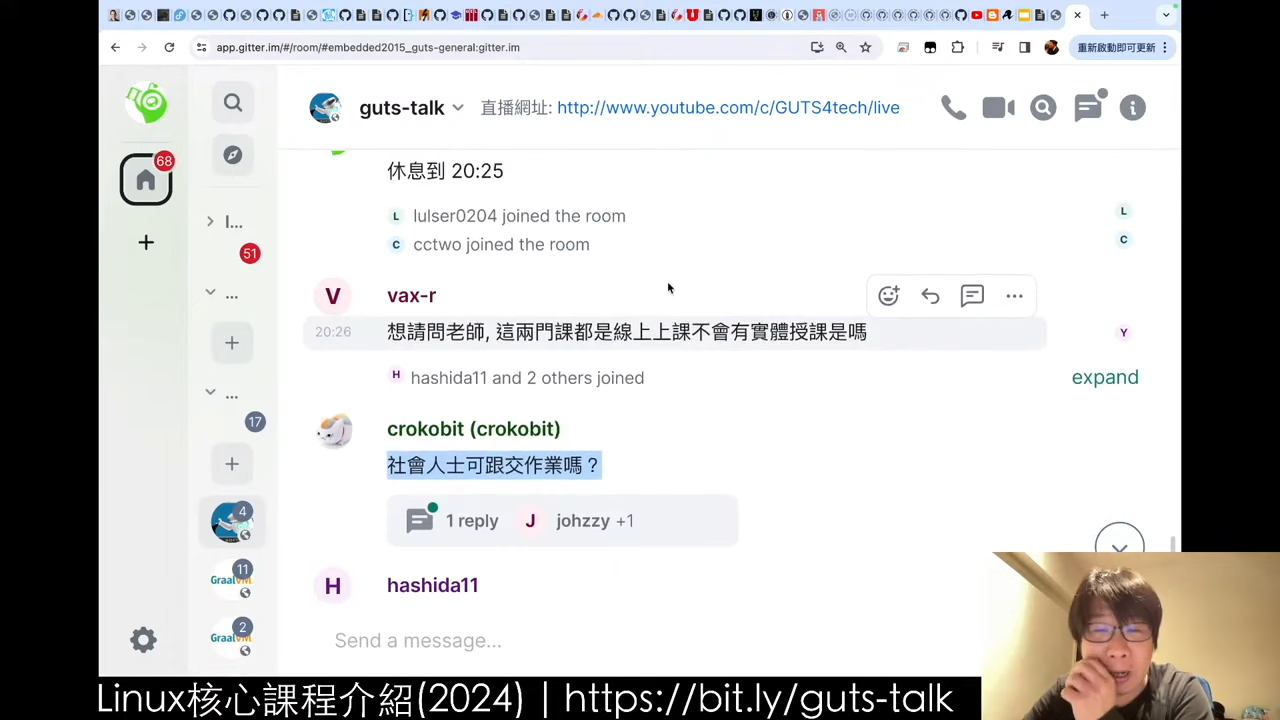 app.gitter.im/#/room/#embedded2015_guts-general:gitter.im
重新啟動即可更新
68
guts-talk
直播網址: http://www.youtube.com/c/GUTS4tech/live
休息到 20:25
L lulser0204 joined the room L
C cctwo joined the room C
I...
51
V vax-r
...
20:26 想請問老師, 這兩門課都是線上上課不會有實體授課是嗎 Y
H hashida11 and 2 others joined expand
...
17
crokobit (crokobit)
社會人士可跟交作業嗎？
4
1 reply J johzzy +1
11
GraalVM
H hashida11
2
GraalVM
Send a message...
Linux核心課程介紹(2024) | https://bit.ly/guts-talk